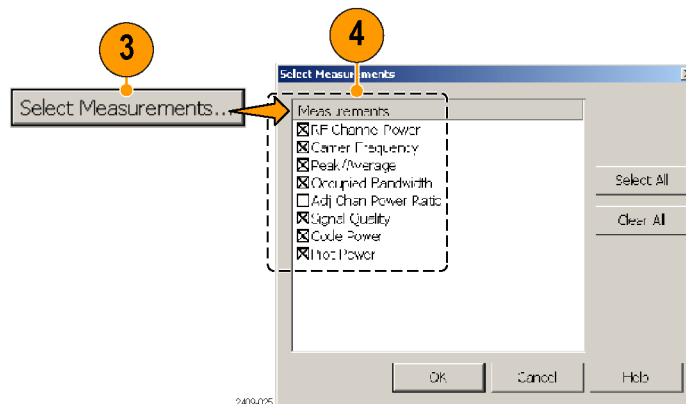 3
4
Select Measurements...
Select Measurements
Measurements
RF Channel Power
Carrier Frequency
Peak/Average
Occupied Bandwidth
Adj Chan Power Ratio
Signal Quality
Code Power
Pilot Power
Select All
Clear All
OK
Cancel
Help
2409-025